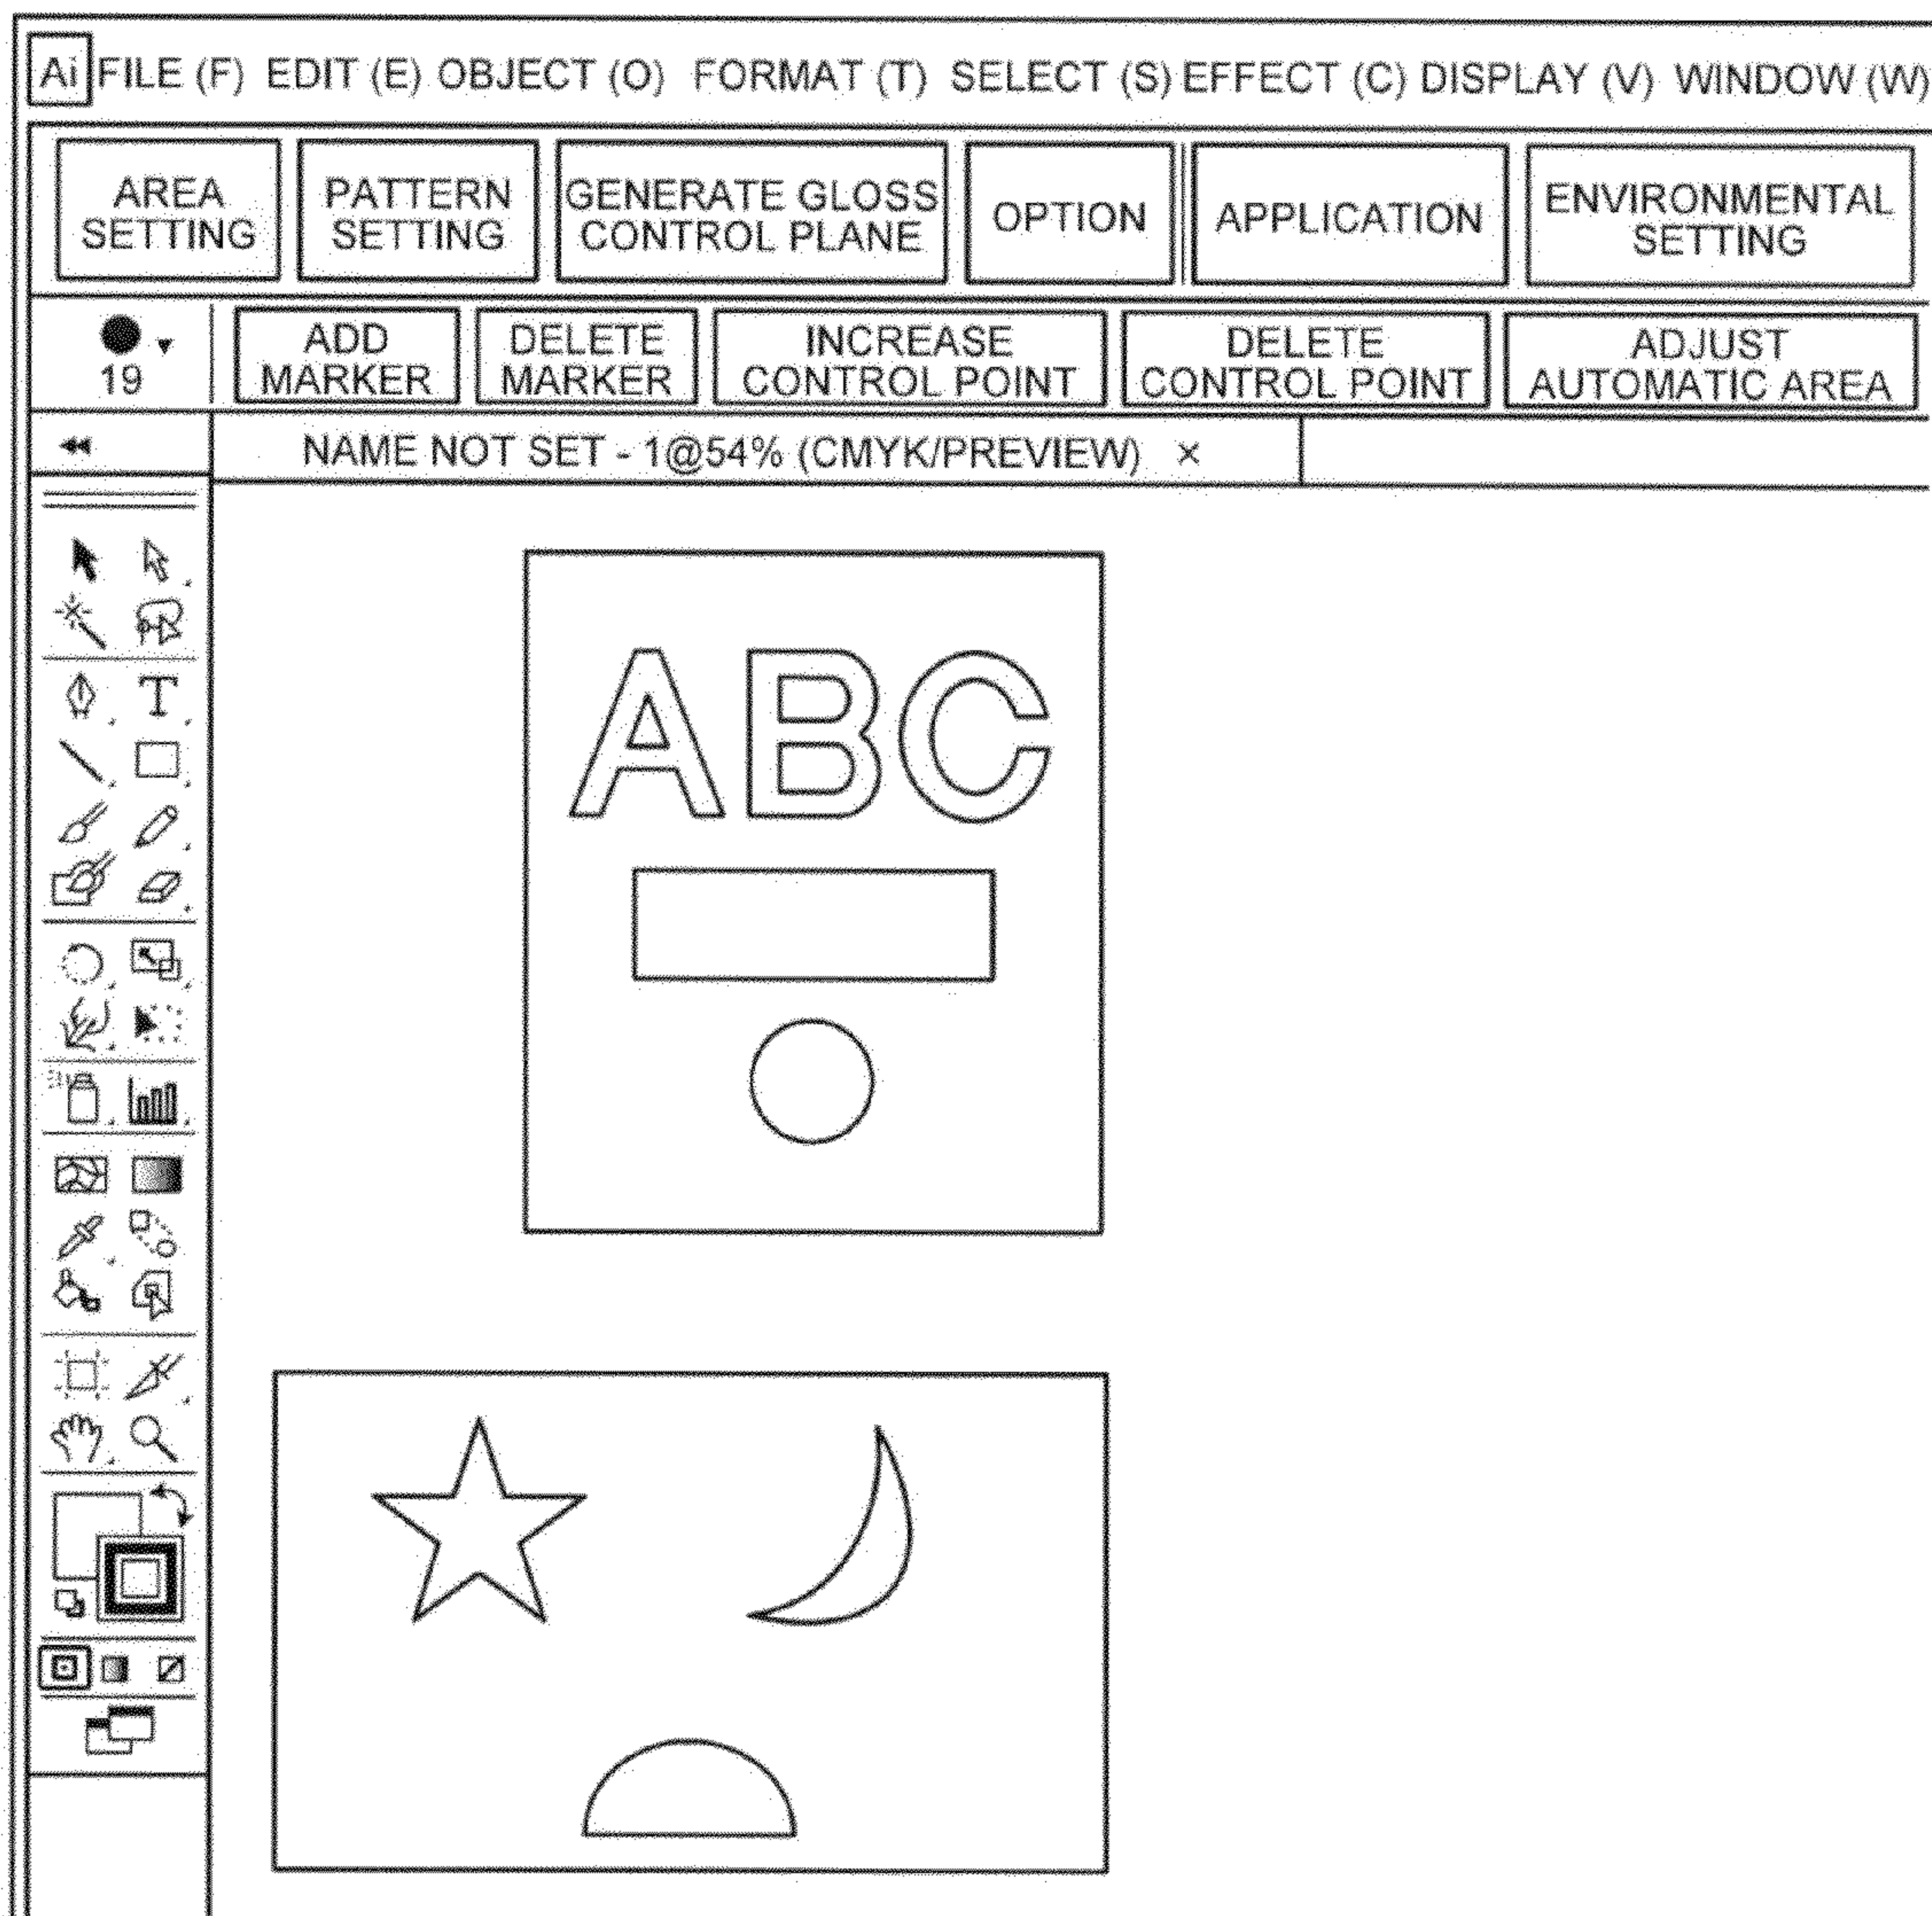 Ai FILE (F) EDIT (E) OBJECT (O) FORMAT (T) SELECT (S) EFFECT (C) DISPLAY (V) WINDOW (W)
AREA
SETTING
PATTERN
SETTING
GENERATE GLOSS
CONTROL PLANE
OPTION
APPLICATION
ENVIRONMENTAL
SETTING
19
ADD
MARKER
DELETE
MARKER
INCREASE
CONTROL POINT
DELETE
CONTROL POINT
ADJUST
AUTOMATIC AREA
NAME NOT SET - 1@54% (CMYK/PREVIEW) ×
T
ABC